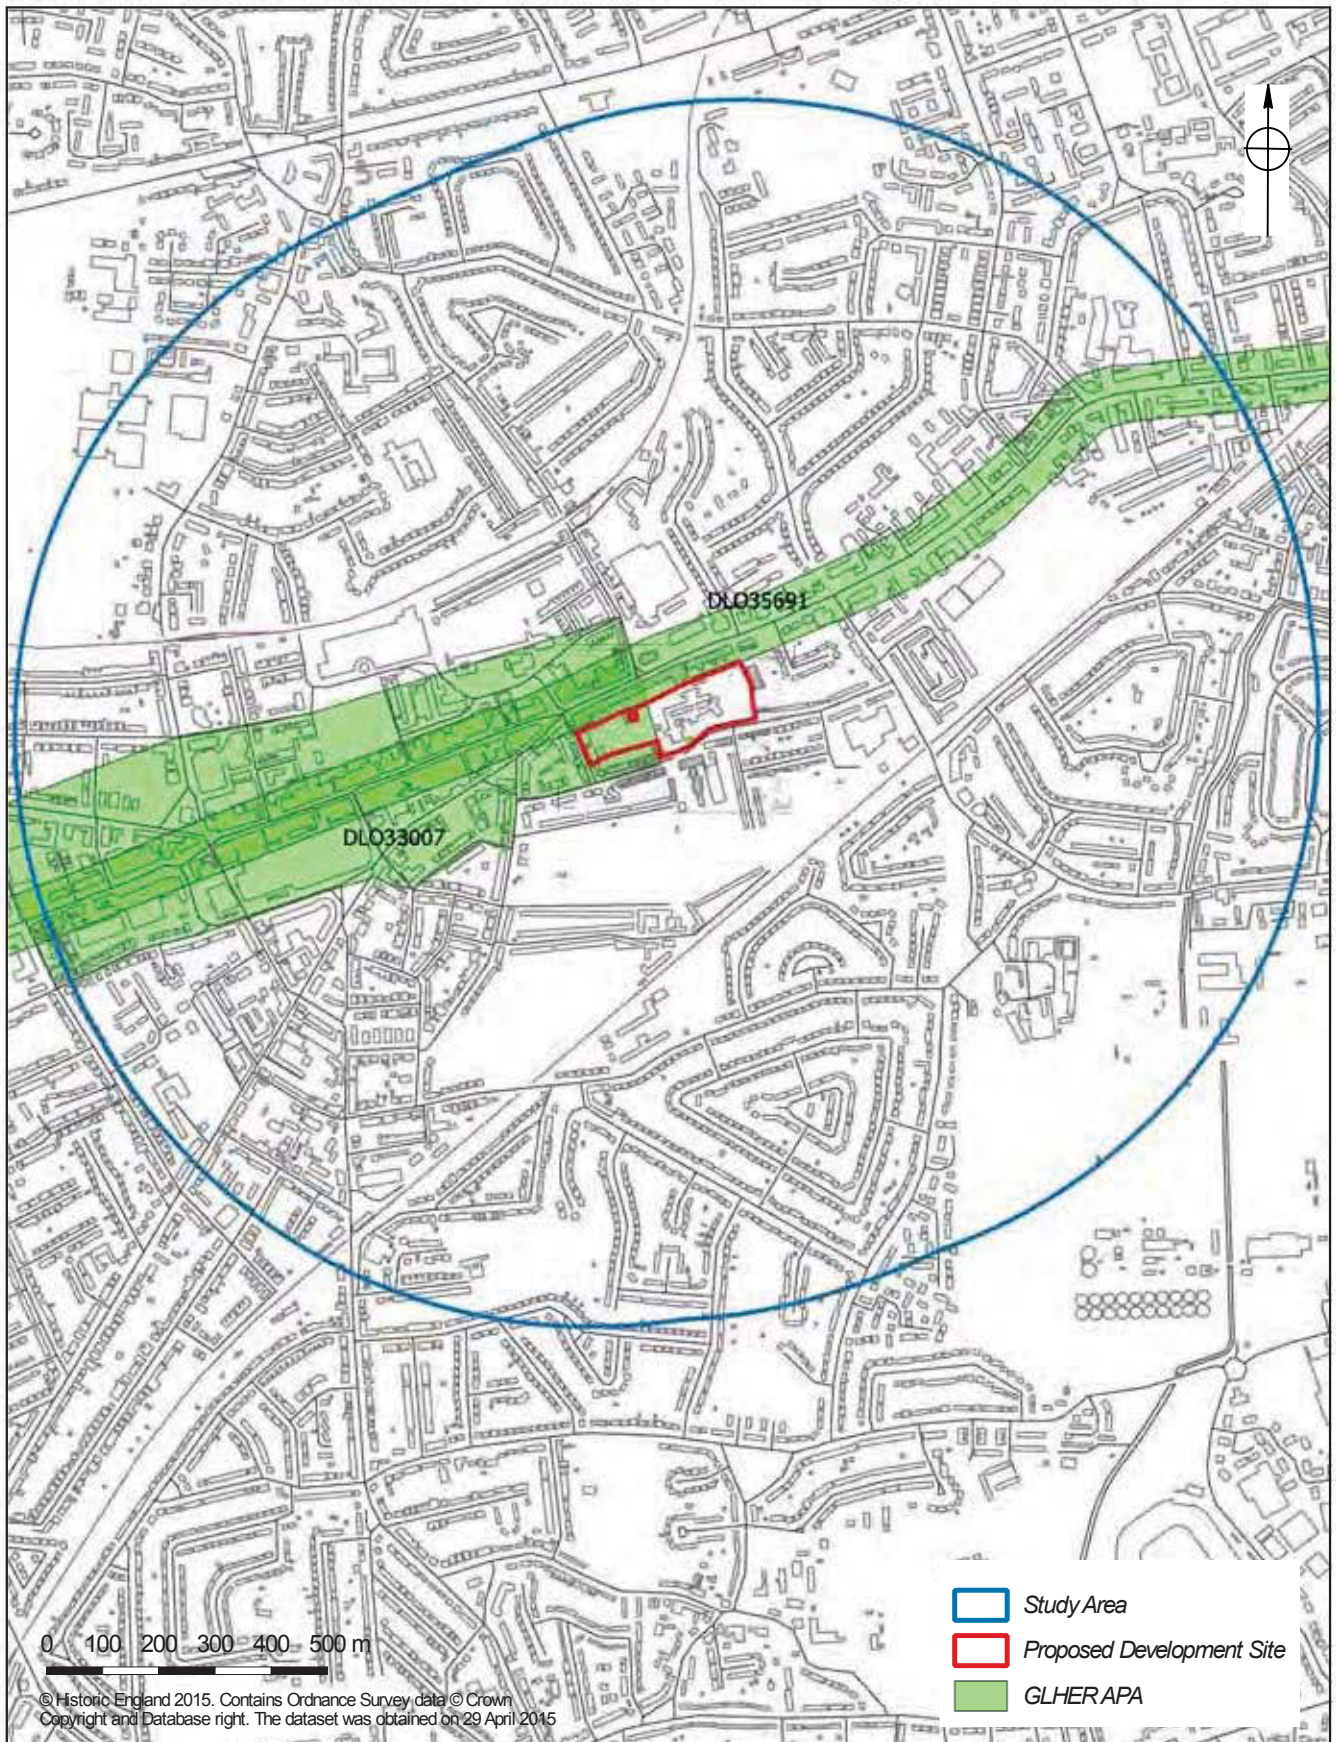 DLO35691
DLO33007
Study Area
Proposed Development Site
GLHER APA
0 100 200 300 400 500 m
© Historic England 2015. Contains Ordnance Survey data © Crown
Copyright and Database right. The dataset was obtained on 29 April 2015